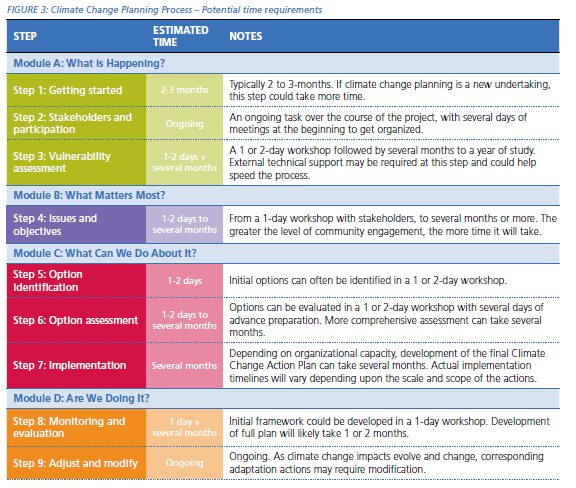 FIGURE 3: Climate Change Planning Process – Potential time requirements
STEP
ESTIMATED
TIME
NOTES
Module A: What is Happening?
Step 1: Getting started
2-3 months
Typically 2 to 3-months. If climate change planning is a new undertaking,
this step could take more time.
Step 2: Stakeholders and
participation
Ongoing
An ongoing task over the course of the project, with several days of
meetings at the beginning to get organized.
Step 3: Vulnerability
assessment
1-2 days +
several months
A 1 or 2-day workshop followed by several months to a year of study.
External technical support may be required at this step and could help
speed the process.
Module B: What Matters Most?
Step 4: Issues and
objectives
1-2 days to
several months
From a 1-day workshop with stakeholders, to several months or more. The
greater the level of community engagement, the more time it will take.
Module C: What Can We Do About It?
Step 5: Option
Identification
1-2 days
Initial options can often be identified in a 1 or 2-day workshop.
Step 6: Option assessment
1-2 days to
several months
Options can be evaluated in a 1 or 2-day workshop with several days of
advance preparation. More comprehensive assessment can take several
months.
Step 7: Implementation
Several months
Depending on organizational capacity, development of the final Climate
Change Action Plan can take several months. Actual implementation
timelines will vary depending upon the scale and scope of the actions.
Module D: Are We Doing It?
Step 8: Monitoring and
evaluation
1 day +
several months
Initial framework could be developed in a 1-day workshop. Development
of full plan will likely take 1 or 2 months.
Step 9: Adjust and modify
Ongoing
Ongoing. As climate change impacts evolve and change, corresponding
adaptation actions may require modification.